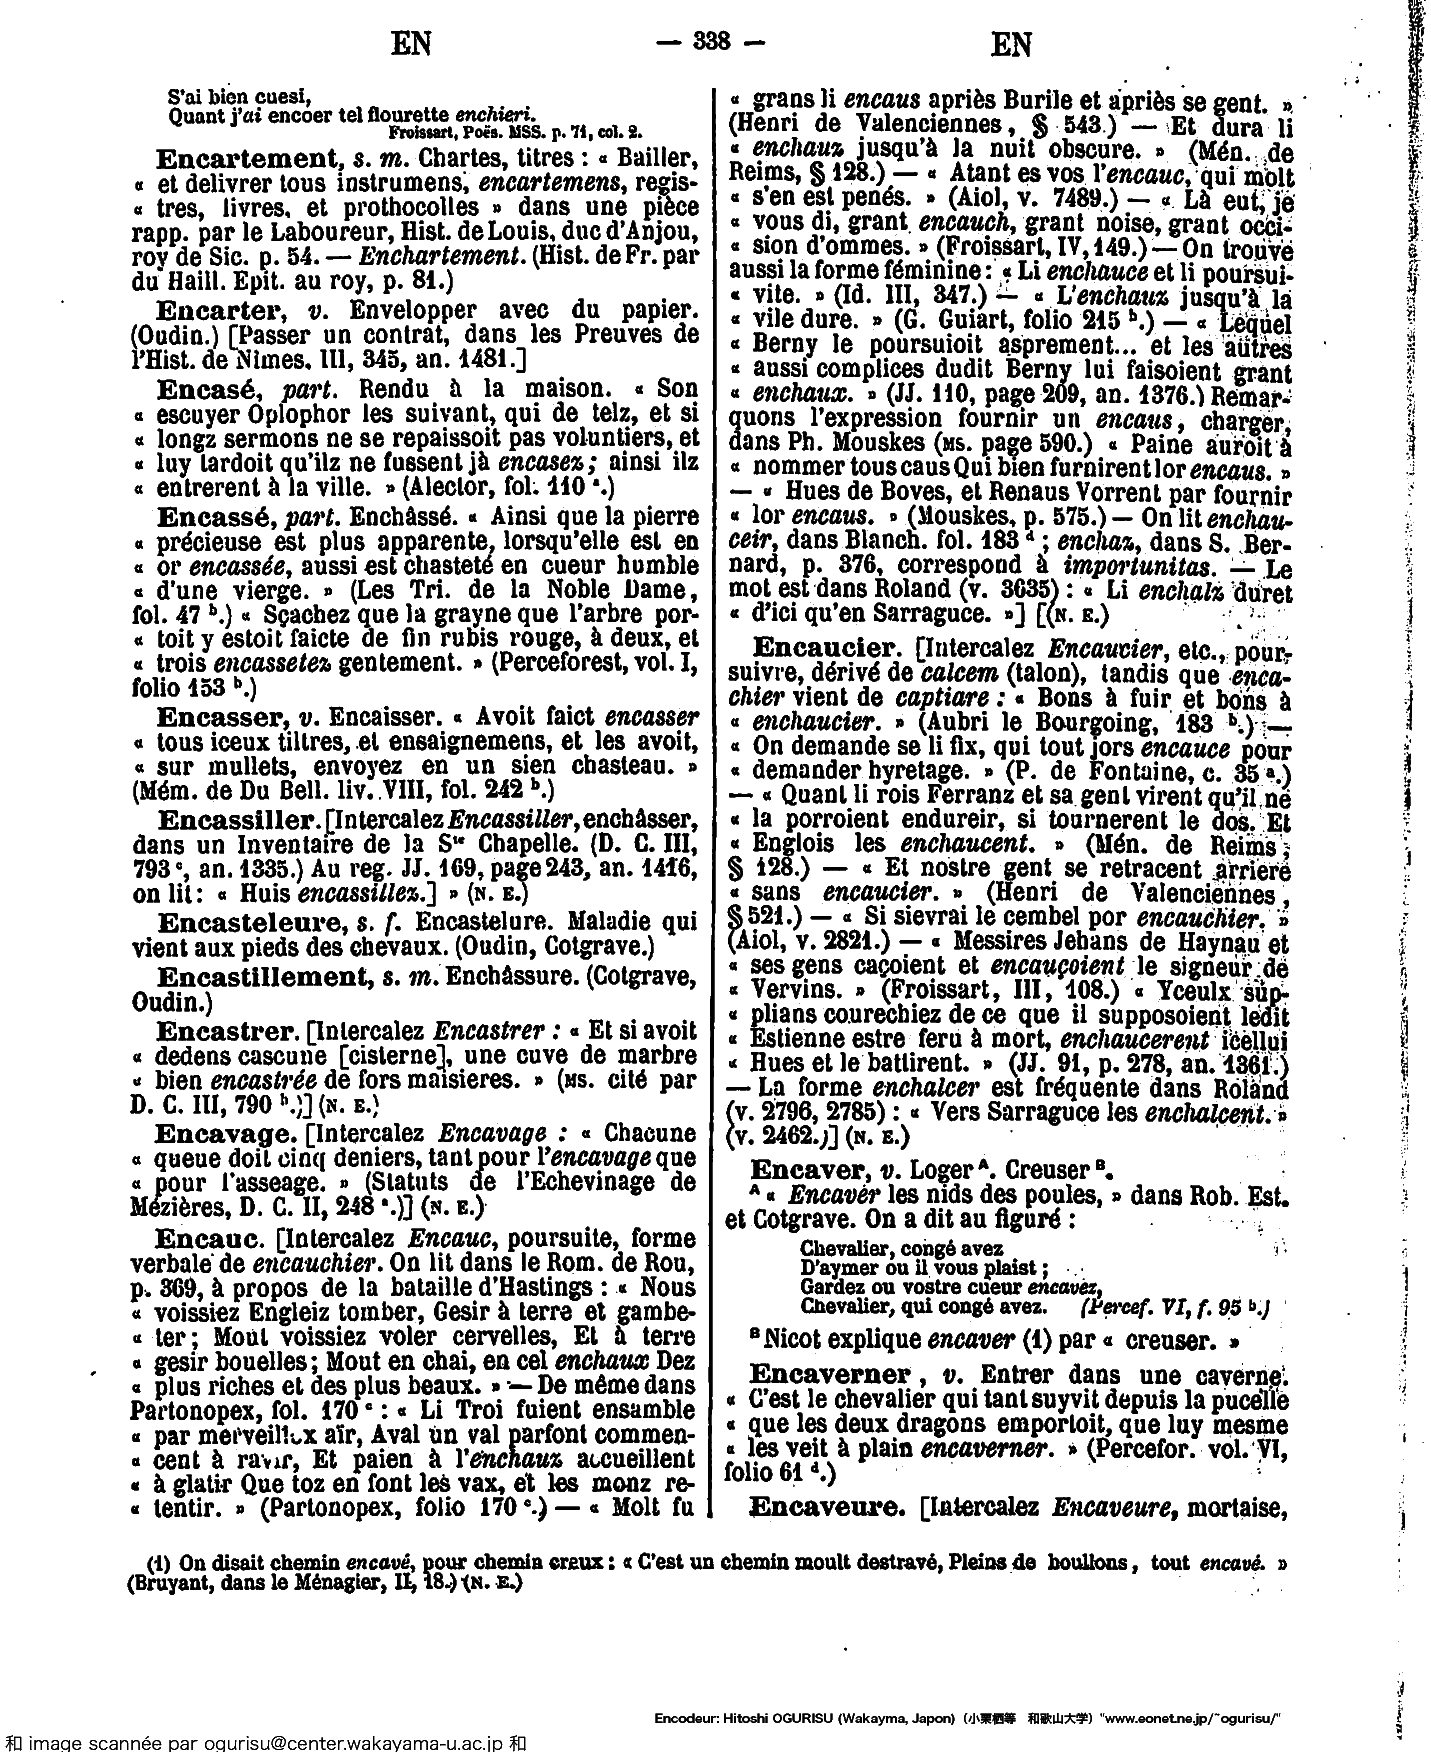 EN — 338 — EN
S'ai bien cuesi,
Quant j'ai encoer tel flourette enchieri.
Froissart, Poës. MSS. p. 71, col. 2.
Encartement, s. m. Chartes, titres : « Bailler,
« et delivrer tous instrumens, encartemens, regis-
« tres, livres, et prothocolles » dans une pièce
rapp. par le Laboureur, Hist. de Louis, duc d'Anjou,
roy de Sic. p. 54. — Enchartement. (Hist. de Fr. par
du Haill. Epit. au roy, p. 81.)
Encarter, v. Envelopper avec du papier.
(Oudin.) [Passer un contrat, dans les Preuves de
l'Hist. de Nimes, III, 345, an. 1481.]
Encasé, part. Rendu à la maison. « Son
« escuyer Oplophor les suivant, qui de telz, et si
« longz sermons ne se repaissoit pas voluntiers, et
« luy tardoit qu'ilz ne fussent jà encasez ; ainsi ilz
« entrerent à la ville. » (Alector, fol. 110 a.)
Encassé, part. Enchâssé. « Ainsi que la pierre
« précieuse est plus apparente, lorsqu'elle est en
« or encassée, aussi est chasteté en cueur humble
« d'une vierge. » (Les Tri. de la Noble Dame,
fol. 47 b.) « Sçachez que la grayne que l'arbre por-
« toit y estoit faicte de fin rubis rouge, à deux, et
« trois encassetez gentement. » (Perceforest, vol. I,
folio 153 b.)
Encasser, v. Encaisser. « Avoit faict encasser
« tous iceux tiltres, et ensaignemens, et les avoit,
« sur mullets, envoyez en un sien chasteau. »
(Mém. de Du Bell. liv. VIII, fol. 242 b.)
Encassiller. [Intercalez Encassiller, enchâsser,
dans un Inventaire de la Ste Chapelle. (D. C. III,
793 c, an. 1335.) Au reg. JJ. 169, page 243, an. 1416,
on lit : « Huis encassillez.] » (N. E.)
Encasteleure, s. f. Encastelure. Maladie qui
vient aux pieds des chevaux. (Oudin, Cotgrave.)
Encastillement, s. m. Enchâssure. (Cotgrave,
Oudin.)
Encastrer. [Intercalez Encastrer : « Et si avoit
« dedens cascune [cisterne], une cuve de marbre
« bien encastrée de fors maisieres. » (MS. cité par
D. C. III, 790 b.)] (N. E.)
Encavage. [Intercalez Encavage : « Chacune
« queue doit cinq deniers, tant pour l'encavage que
« pour l'asseage. » (Statuts de l'Echevinage de
Mézières, D. C. II, 248 a.)] (N. E.)
Encauc. [Intercalez Encauc, poursuite, forme
verbale de encauchier. On lit dans le Rom. de Rou,
p. 369, à propos de la bataille d'Hastings : « Nous
« voissiez Engleiz tomber, Gesir à terre et gambe-
« ter ; Mout voissiez voler cervelles, Et à terre
« gesir bouelles ; Mout en chai, en cel enchaux Dez
« plus riches et des plus beaux. » — De même dans
Partonopex, fol. 170 c : « Li Troi fuient ensamble
« par merveillox aïr, Aval un val parfont commen-
« cent à ravir, Et paien à l'enchauz accueillent
« à glatir Que toz en font les vax, et les monz re-
« tentir. » (Partonopex, folio 170 c.) — « Molt fu
« grans li encaus apriès Burile et apriès se gent. »
(Henri de Valenciennes, § 543.) — Et dura li
« enchauz jusqu'à la nuit obscure. » (Mén. de
Reims, § 128.) — « Atant es vos l'encauc, qui molt
« s'en est penés. » (Aiol, v. 7489.) — « Là eut, je
« vous di, grant encauch, grant noise, grant occi-
« sion d'ommes. » (Froissart, IV, 149.) — On trouve
aussi la forme féminine : « Li enchauce et li poursui-
« vite. » (Id. III, 347.) — « L'enchauz jusqu'à la
« vile dure. » (G. Guiart, folio 215 b.) — « Lequel
« Berny le poursuioit asprement... et les autres
« aussi complices dudit Berny lui faisoient grant
« enchaux. » (JJ. 110, page 209, an. 1376.) Remar-
quons l'expression fournir un encaus, charger,
dans Ph. Mouskes (MS. page 590.) « Paine auroit à
« nommer tous caus Qui bien furnirent lor encaus. »
— « Hues de Boves, et Renaus Vorrent par fournir
« lor encaus. » (Mouskes, p. 575.) — On lit enchau-
ceir, dans Blanch. fol. 183 d ; enchaz, dans S. Ber-
nard, p. 376, correspond à importunitas. — Le
mot est dans Roland (v. 3635) : « Li enchalz duret
« d'ici qu'en Sarraguce. »] [(N. E.)
Encaucier. [Intercalez Encaucier, etc., pour-
suivre, dérivé de calcem (talon), tandis que enca-
chier vient de captiare : « Bons à fuir et bons à
« enchaucier. » (Aubri le Bourgoing, 183 b.) —
« On demande se li fix, qui tout jors encauce pour
« demander hyretage. » (P. de Fontaine, c. 35 a.)
— « Quant li rois Ferranz et sa gent virent qu'il ne
« la porroient endureir, si tournerent le dos. Et
« Englois les enchaucent. » (Mén. de Reims,
§ 128.) — « Et nostre gent se retracent arriere
« sans encaucier. » (Henri de Valenciennes,
§ 521.) — « Si sievrai le cembel por encauchier. »
(Aiol, v. 2821.) — « Messires Jehans de Haynau et
« ses gens caçoient et encauçoient le signeur de
« Vervins. » (Froissart, III, 108.) « Yceulx sup-
« plians courechiez de ce que il supposoient ledit
« Estienne estre feru à mort, enchaucerent icellui
« Hues et le battirent. » (JJ. 91, p. 278, an. 1361.)
— La forme enchalcer est fréquente dans Roland
(v. 2796, 2785) : « Vers Sarraguce les enchalcent. »
(v. 2462.)] (N. E.)
Encaver, v. Loger A. Creuser B.
A « Encaver les nids des poules, » dans Rob. Est.
et Cotgrave. On a dit au figuré :
Chevalier, congé avez
D'aymer ou il vous plaist ;
Gardez ou vostre cueur encavez,
Chevalier, qui congé avez. (Percef. VI, f. 95 b.)
B Nicot explique encaver (1) par « creuser. »
Encaverner, v. Entrer dans une caverne.
« C'est le chevalier qui tant suyvit depuis la pucelle
« que les deux dragons emportoit, que luy mesme
« les veit à plain encaverner. » (Percefor. vol. VI,
folio 61 d.)
Encaveure. [Intercalez Encaveure, mortaise,
(1) On disait chemin encavé, pour chemin creux : « C'est un chemin moult destravé, Pleins de boullons, tout encavé. »
(Bruyant, dans le Ménagier, II, 18.) (N. E.)
Encodeur: Hitoshi OGURISU (Wakayma, Japon) (小栗栖等 和歌山大学) "www.eonet.ne.jp/~ogurisu/"
和 image scannée par ogurisu@center.wakayama-u.ac.jp 和